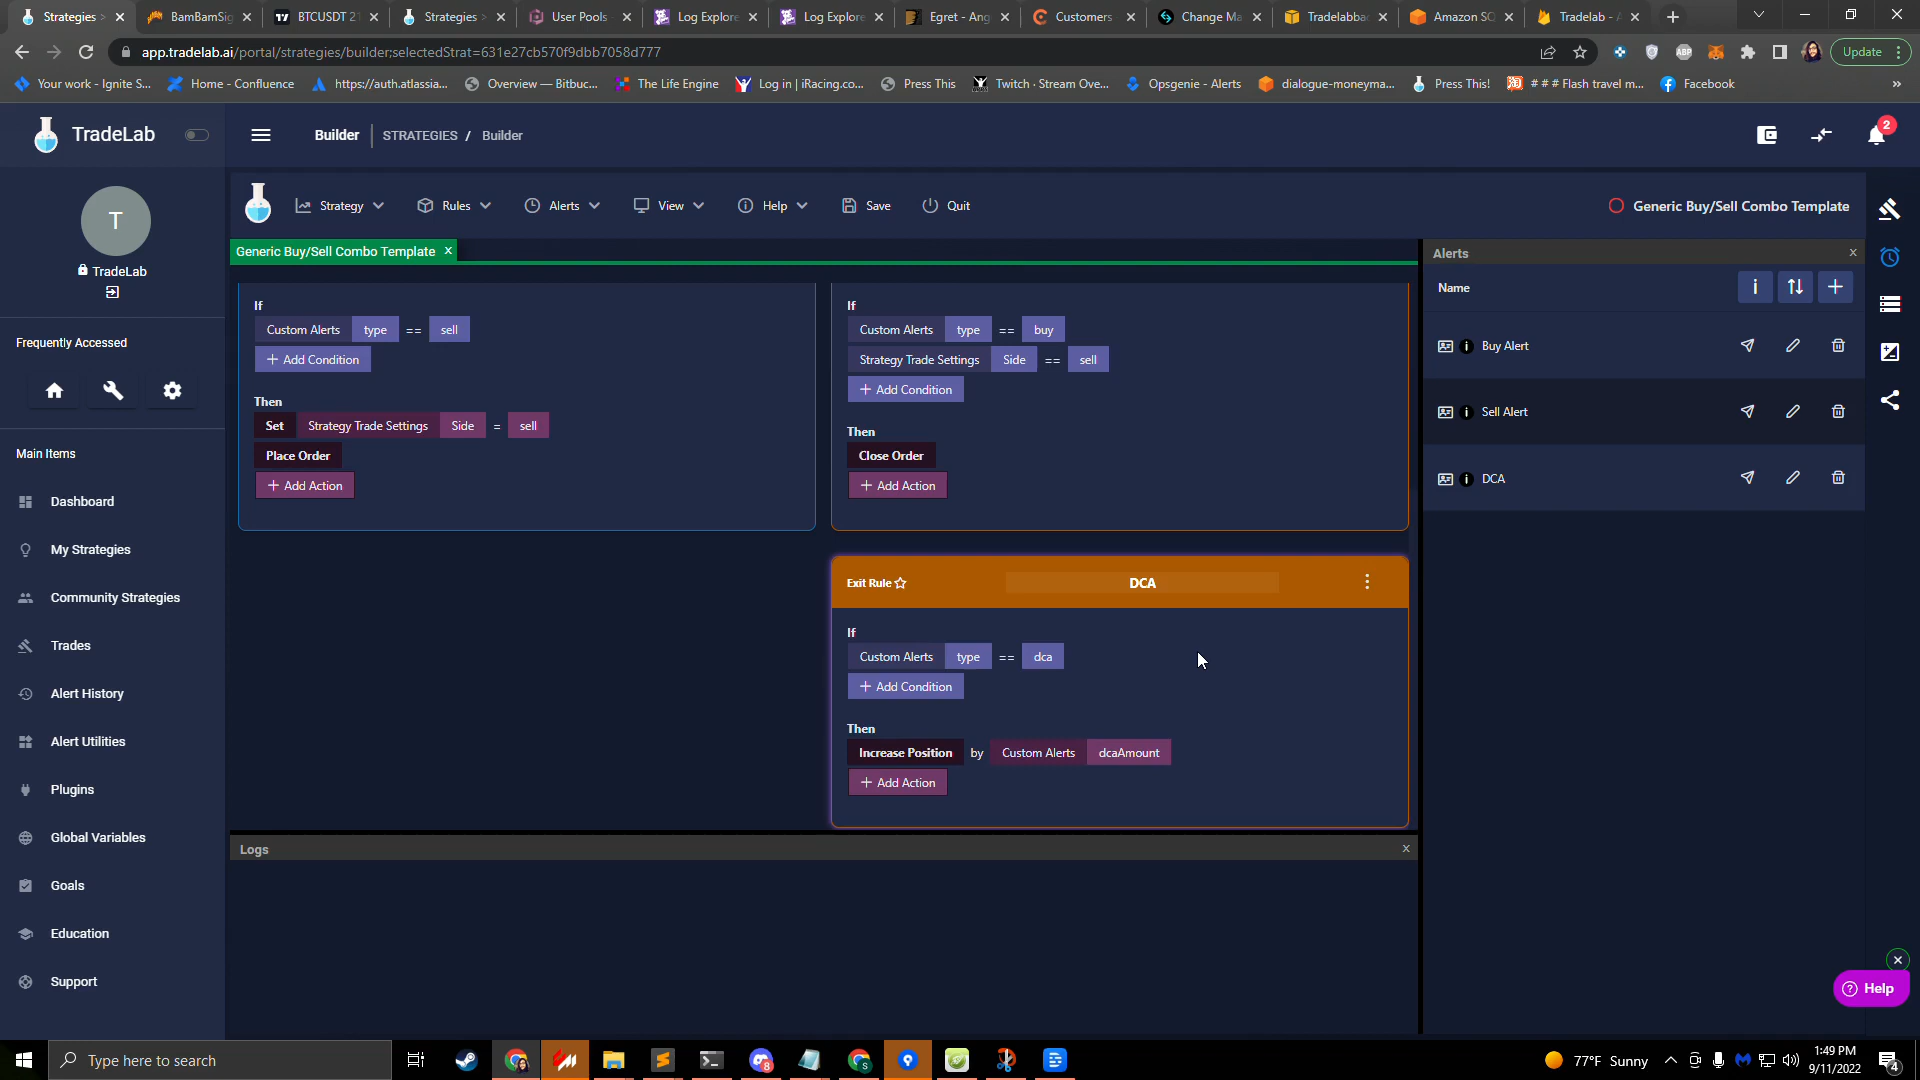 Strategies >
BamBamSig
BTCUSDT 21
Strategies >
User Pools -
Log Explore
Log Explore
Egret - Ang
Customers
Change Ma
Tradelabba
Amazon SQ
Tradelab - A
app.tradelab.ai/portal/strategies/builder;selectedStrat=631e27cb570f9dbb7058d777
Update
Your work - Ignite S...
Home - Confluence
https://auth.atlassia...
Overview — Bitbuc...
The Life Engine
Log in | iRacing.co...
Press This
Twitch - Stream Ove...
Opsgenie - Alerts
dialogue-moneyma...
Press This!
# # # Flash travel m...
Facebook
»
TradeLab
Builder
STRATEGIES / Builder
2
T
TradeLab
Frequently Accessed
Main Items
Dashboard
My Strategies
Community Strategies
Trades
Alert History
Alert Utilities
Plugins
Global Variables
Goals
Education
Support
Strategy
Rules
Alerts
View
Help
Save
Quit
Generic Buy/Sell Combo Template
Generic Buy/Sell Combo Template x
If
Custom Alerts type == sell
+ Add Condition
Then
Set Strategy Trade Settings Side = sell
Place Order
+ Add Action
If
Custom Alerts type == buy
Strategy Trade Settings Side == sell
+ Add Condition
Then
Close Order
+ Add Action
Exit Rule
DCA
If
Custom Alerts type == dca
+ Add Condition
Then
Increase Position by Custom Alerts dcaAmount
+ Add Action
Logs
x
Alerts
x
Name
i
Buy Alert
Sell Alert
DCA
Help
Type here to search
8
S
77°F Sunny
1:49 PM
9/11/2022
4